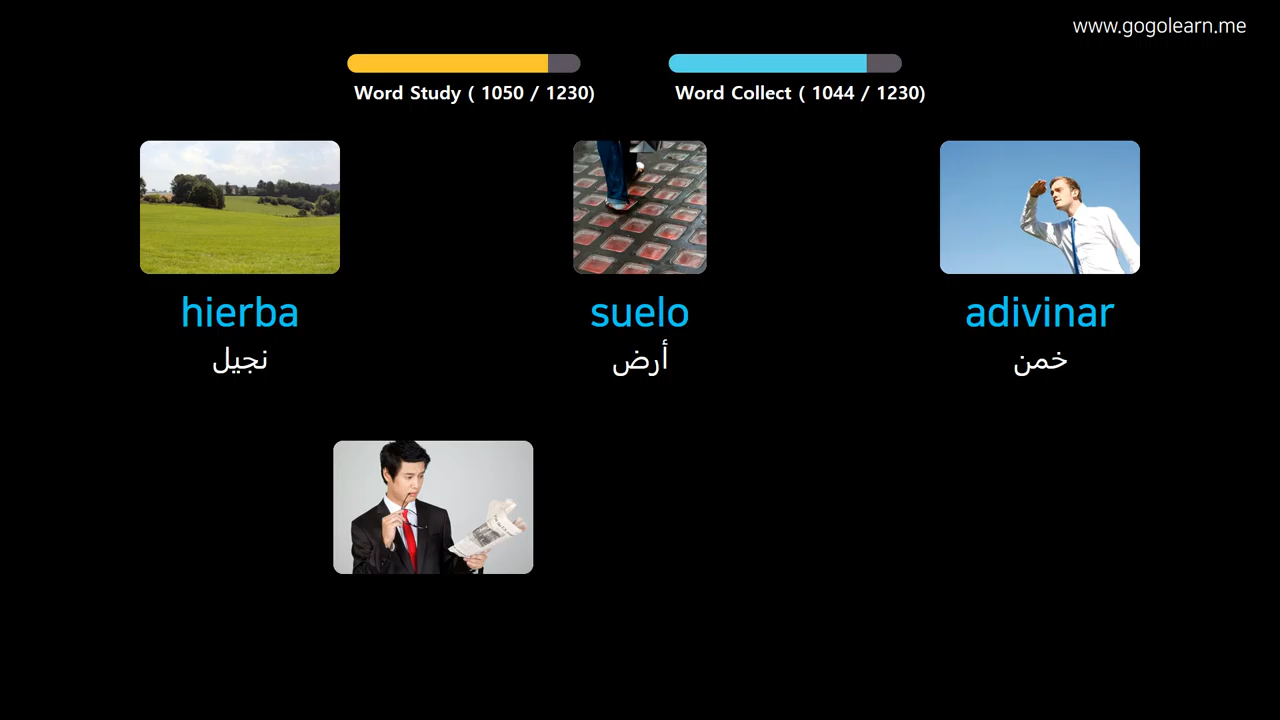 www.gogolearn.me
Word Study ( 1050 / 1230)
Word Collect ( 1044 / 1230)
hierba
suelo
adivinar
نجيل
أرض
خمن